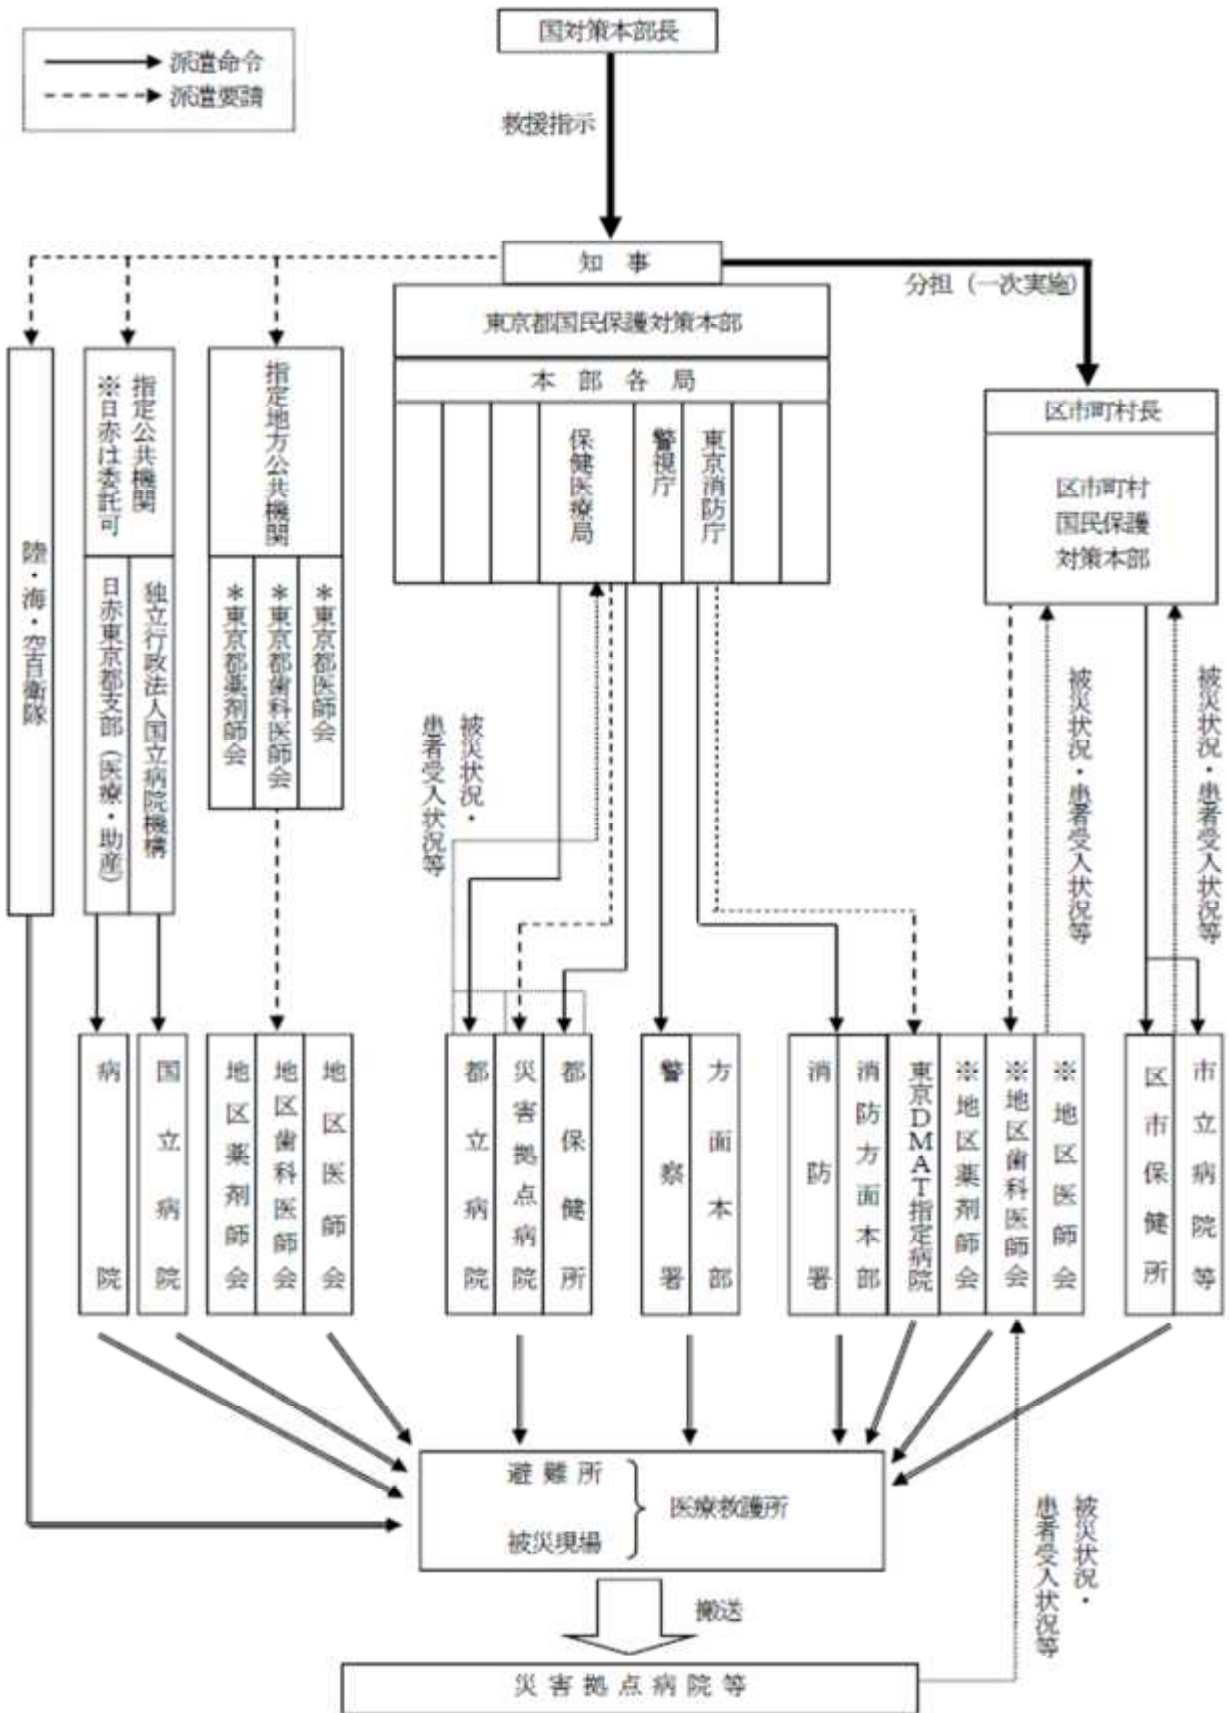 国対策本部長
派遣命令
派遣要請
救援指示
知 事
分担（一次実施）
東京都国民保護対策本部
本 部 各 局
保健医療局
警視庁
東京消防庁
区市町村長
区市町村
国民保護
対策本部
陸・海・空自衛隊
指定公共機関
※日赤は委託可
独立行政法人国立病院機構
日赤東京都支部（医療・助産）
指定地方公共機関
＊東京都医師会
＊東京都歯科医師会
＊東京都薬剤師会
被災状況・
患者受入状況等
被災状況・患者受入状況等
被災状況・患者受入状況等
病院
国立病院
地区薬剤師会
地区歯科医師会
地区医師会
都立病院
災害拠点病院
都保健所
警察署
方面本部
消防署
消防方面本部
東京DMAT指定病院
※地区薬剤師会
※地区歯科医師会
※地区医師会
区市保健所
市立病院等
避難所
被災現場
医療救護所
被災状況・
患者受入状況等
搬送
災害拠点病院等